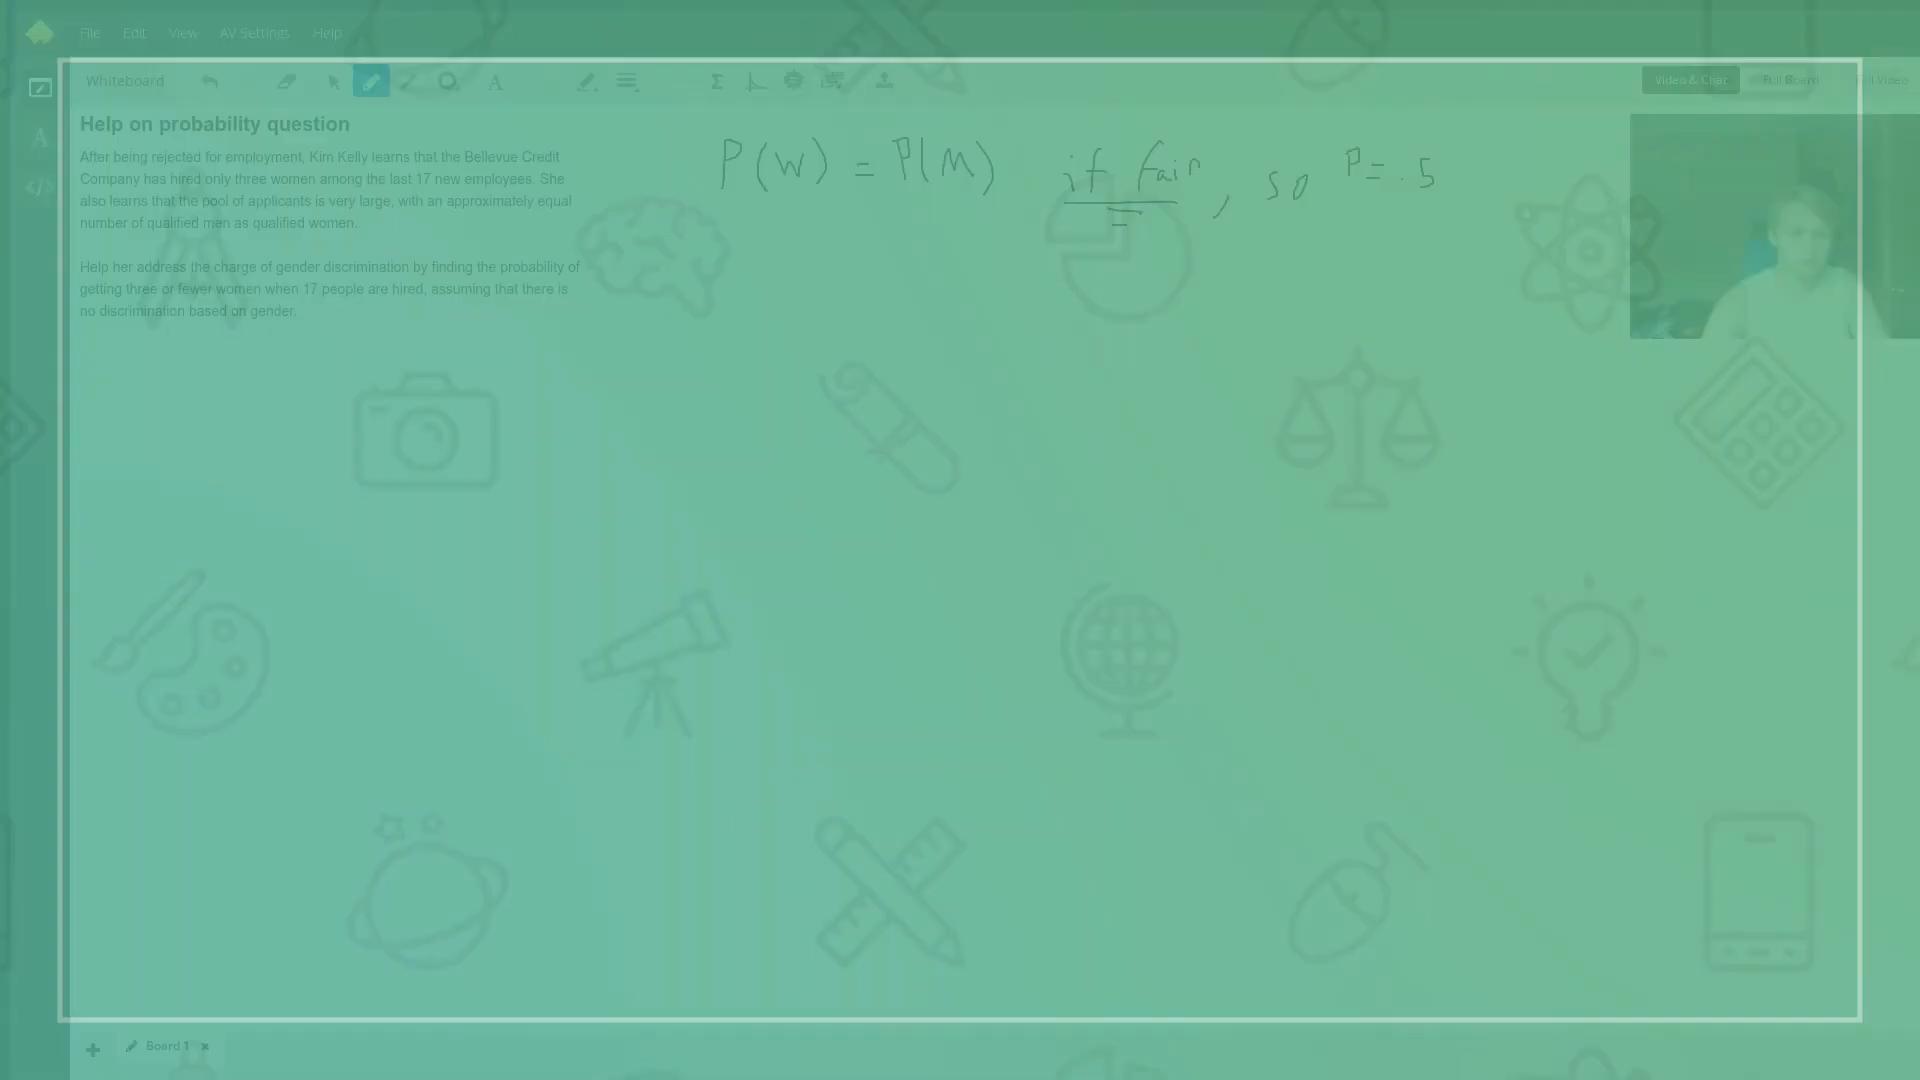 File Edit View AV Settings Help
Whiteboard A Σ Video & Chat Full Board Full Video
Help on probability question
After being rejected for employment, Kim Kelly learns that the Bellevue Credit
Company has hired only three women among the last 17 new employees. She
also learns that the pool of applicants is very large, with an approximately equal
number of qualified men as qualified women.
Help her address the charge of gender discrimination by finding the probability of
getting three or fewer women when 17 people are hired, assuming that there is
no discrimination based on gender.
P(W) = P(M) if fair, so P = .5
A
</>
Board 1